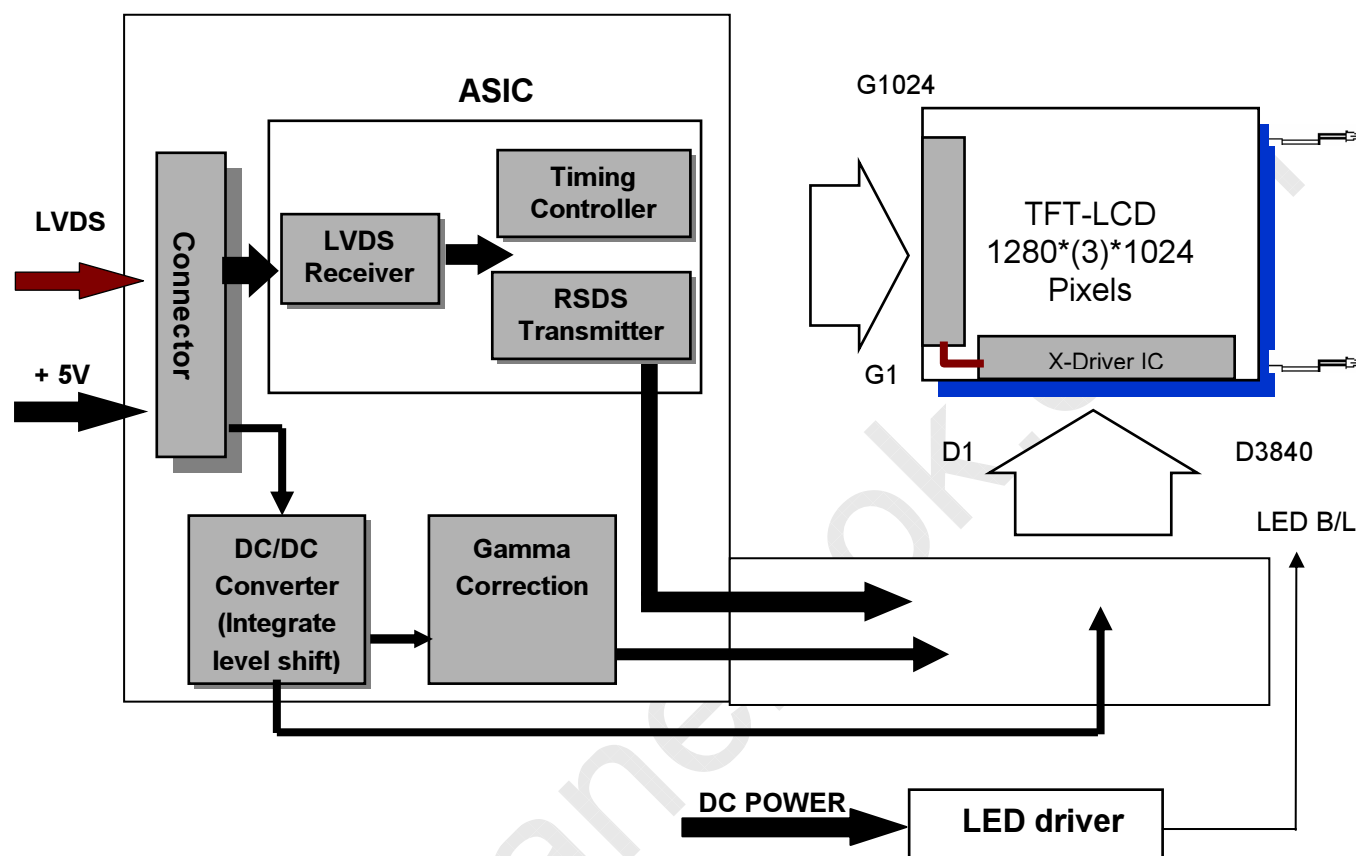 ASIC
LVDS
+ 5V
Connector
LVDS
Receiver
Timing
Controller
RSDS
Transmitter
DC/DC
Converter
(Integrate
level shift)
Gamma
Correction
G1024
TFT-LCD
1280*(3)*1024
Pixels
X-Driver IC
G1
D1
D3840
LED B/L
DC POWER
LED driver